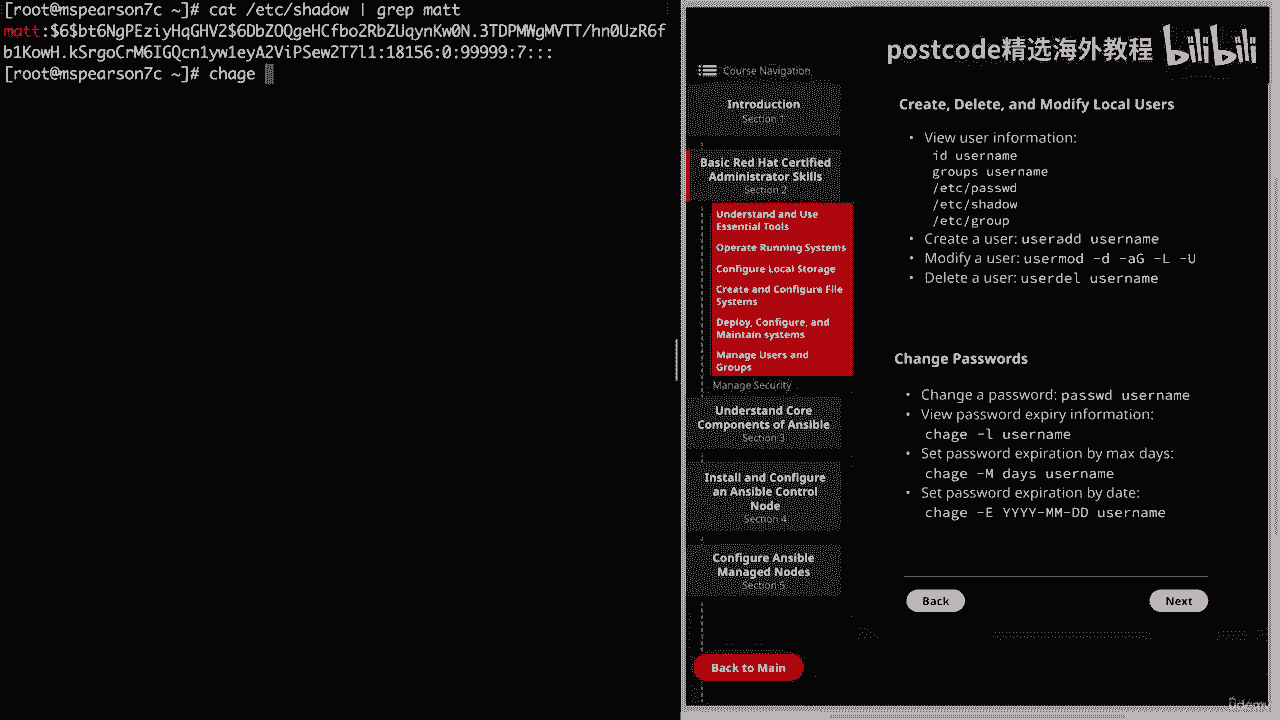 [root@mspearson7c ~]# cat /etc/shadow | grep matt
matt:$6$bt6NgPEziyHqGHV2$6DbZOQgeHCfbo2RbZUqynKw0N.3TDPMWgMVTT/hn0UzR6f
b1KowH.kSrgoCrM6IGQcn1yw1eyA2ViPSew2T7l1:18156:0:99999:7:::
[root@mspearson7c ~]# chage
postcode精选海外教程 bilibili
Course Navigation
Introduction
Section 1
Basic Red Hat Certified
Administrator Skills
Section 2
Understand and Use
Essential Tools
Operate Running Systems
Configure Local Storage
Create and Configure File
Systems
Deploy, Configure, and
Maintain systems
Manage Users and
Groups
Manage Security
Understand Core
Components of Ansible
Section 3
Install and Configure
an Ansible Control
Node
Section 4
Configure Ansible
Managed Nodes
Section 5
Back to Main
Create, Delete, and Modify Local Users
• View user information:
id username
groups username
/etc/passwd
/etc/shadow
/etc/group
• Create a user: useradd username
• Modify a user: usermod -d -aG -L -U
• Delete a user: userdel username
Change Passwords
• Change a password: passwd username
• View password expiry information:
chage -l username
• Set password expiration by max days:
chage -M days username
• Set password expiration by date:
chage -E YYYY-MM-DD username
Back
Next
Udemy